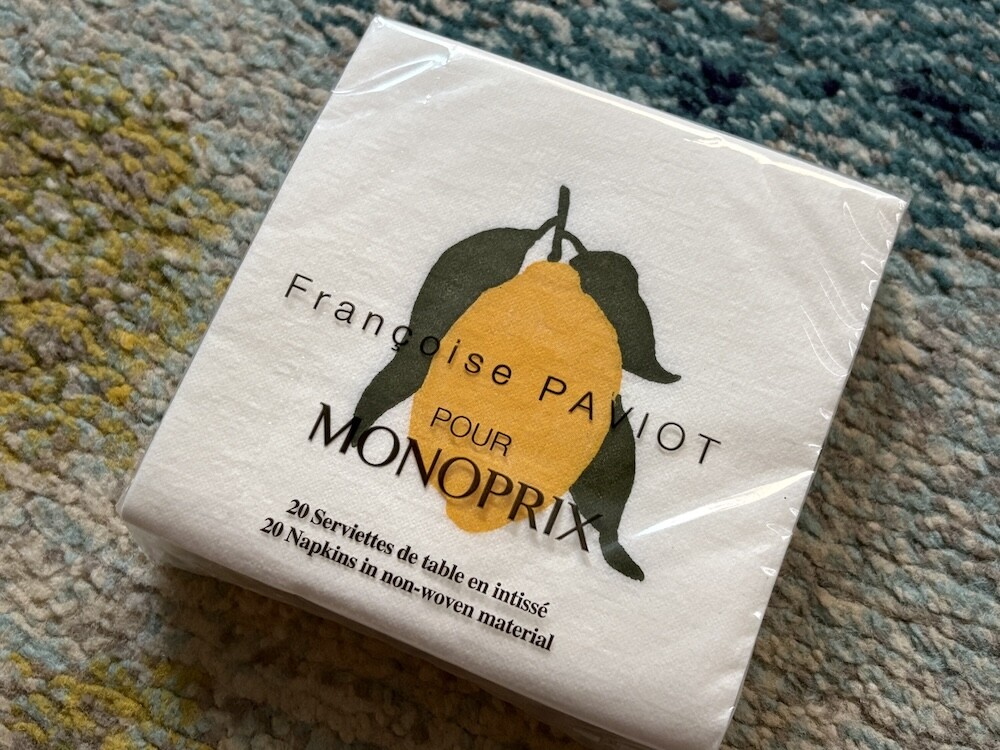 Françoise PAVIOT
POUR
MONOPRIX
20 Serviettes de table en intissé
20 Napkins in non-woven material